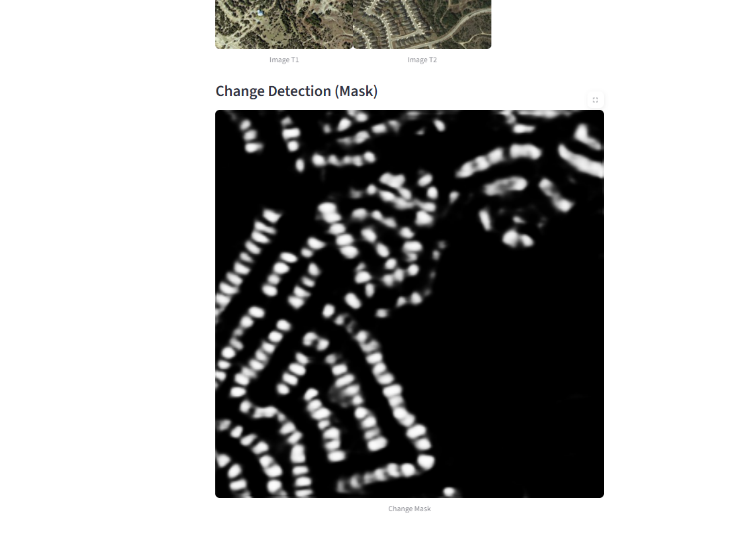 Image T1
Image T2
Change Detection (Mask)
Change Mask